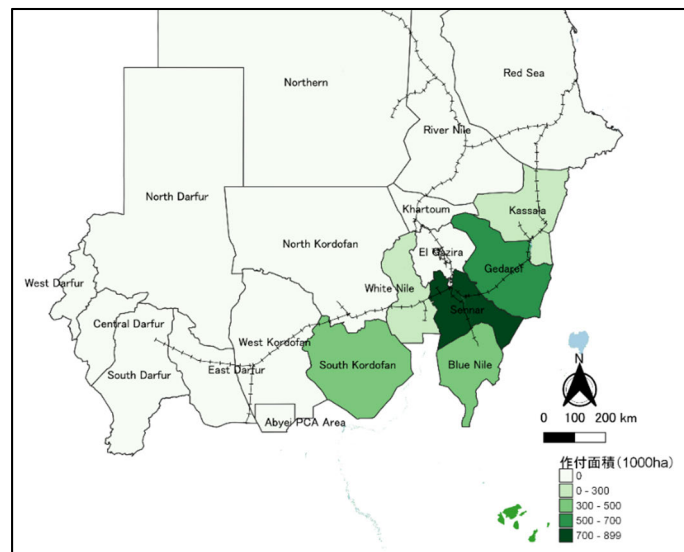 Red Sea
Northern
River Nile
North Darfur
Khartoum
Kassala
North Kordofan
El Gazira
Gedaref
West Darfur
White Nile
Sennar
Central Darfur
West Kordofan
South Kordofan
Blue Nile
South Darfur
East Darfur
Abyei PCA Area
N
0 100 200 km
作付面積(1000ha)
0
0 - 300
300 - 500
500 - 700
700 - 899